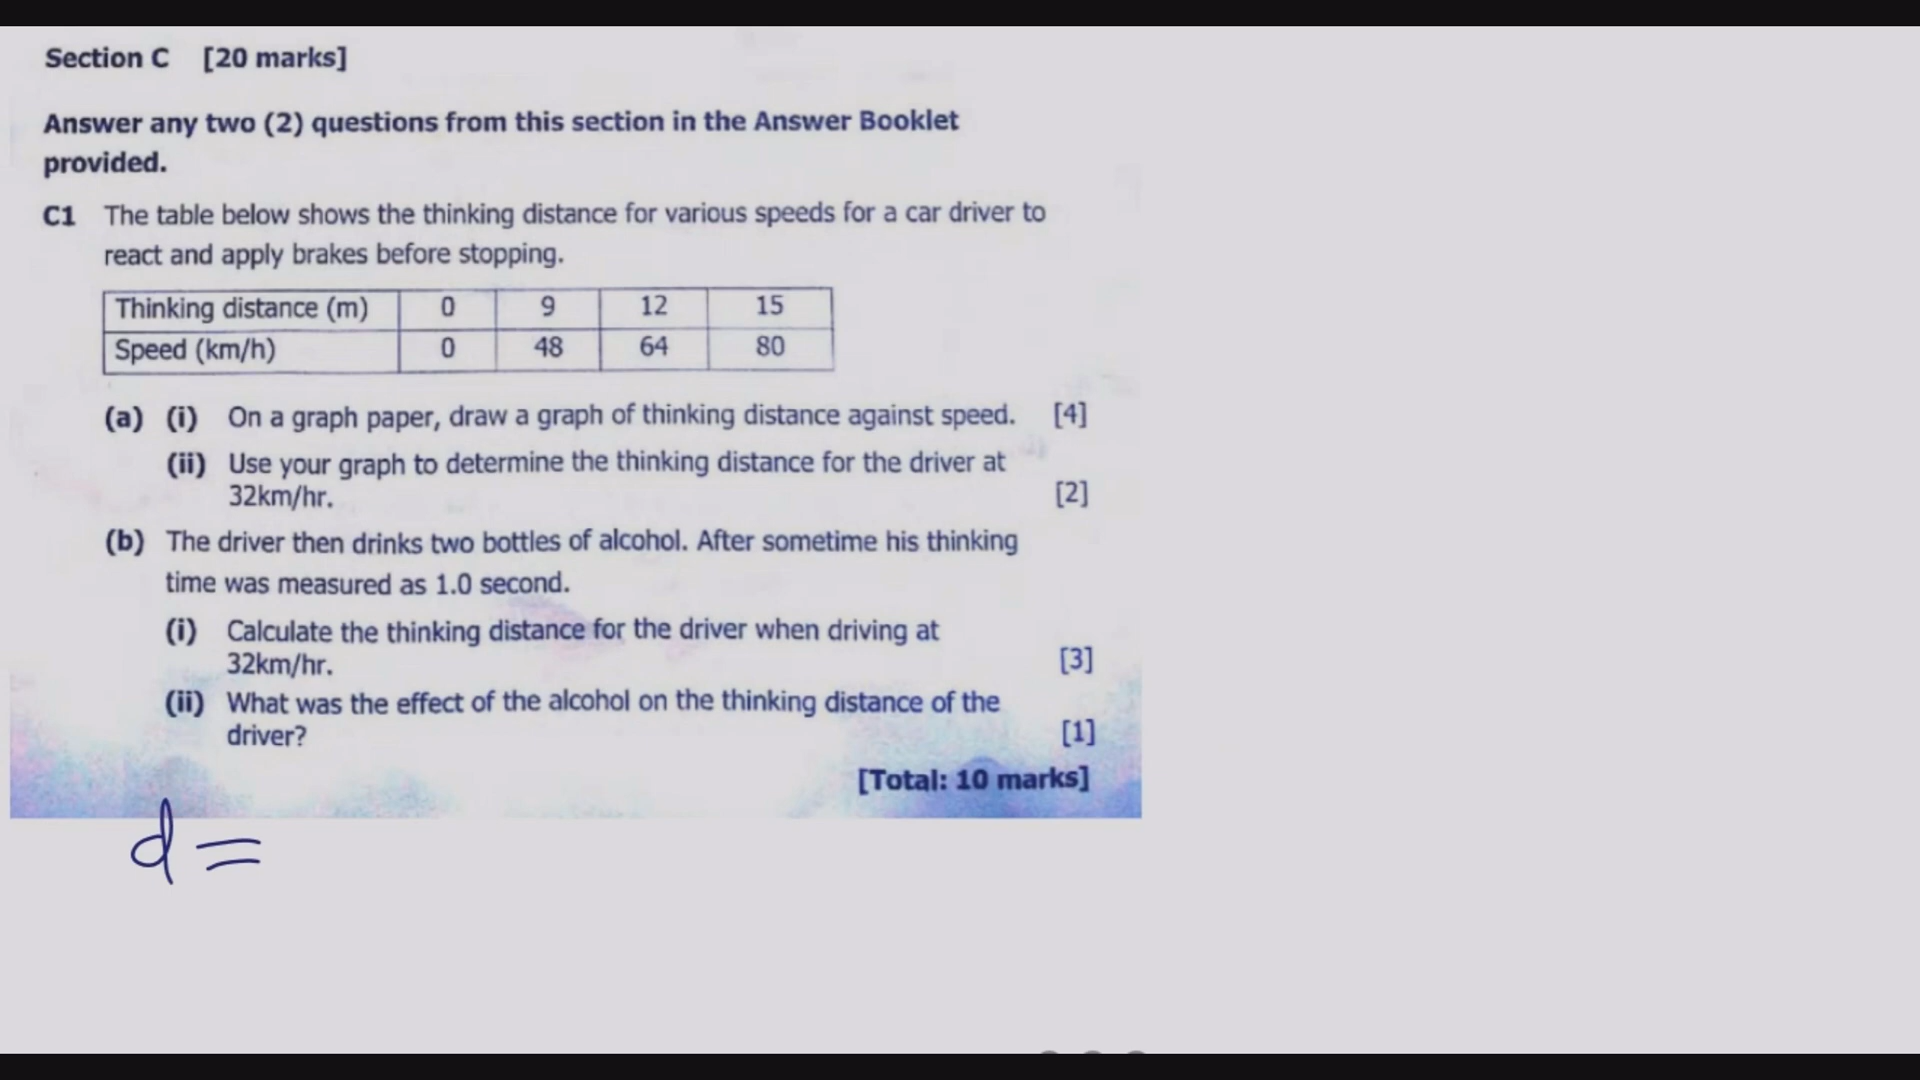 Section C [20 marks]
Answer any two (2) questions from this section in the Answer Booklet
provided.
C1 The table below shows the thinking distance for various speeds for a car driver to
react and apply brakes before stopping.
Thinking distance (m) 0 9 12 15
Speed (km/h) 0 48 64 80
(a) (i) On a graph paper, draw a graph of thinking distance against speed. [4]
(ii) Use your graph to determine the thinking distance for the driver at
32km/hr. [2]
(b) The driver then drinks two bottles of alcohol. After sometime his thinking
time was measured as 1.0 second.
(i) Calculate the thinking distance for the driver when driving at
32km/hr. [3]
(ii) What was the effect of the alcohol on the thinking distance of the
driver? [1]
[Total: 10 marks]
d =